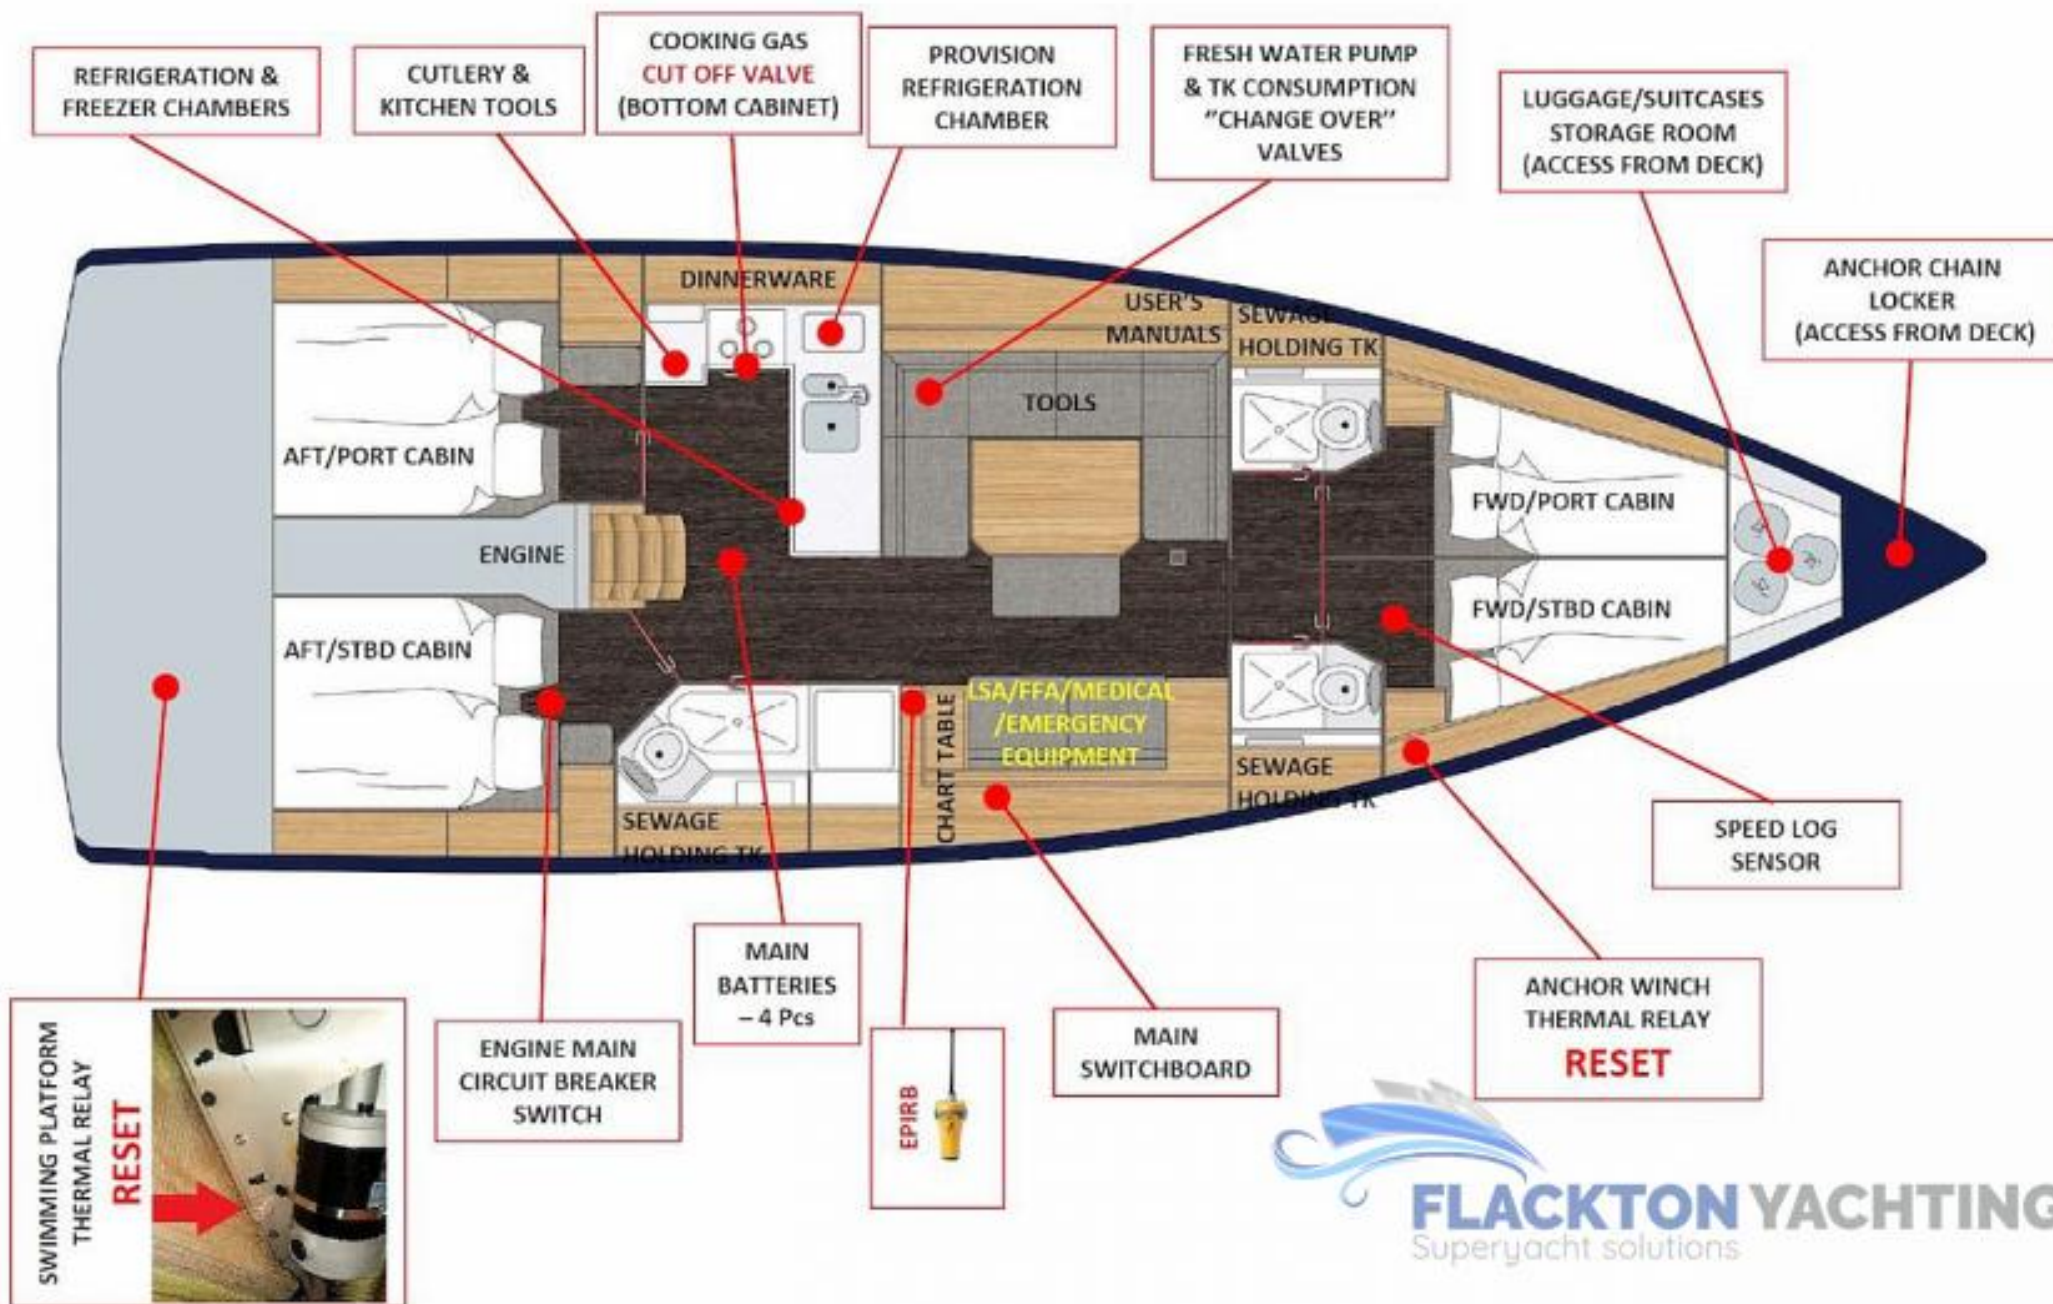 REFRIGERATION &
FREEZER CHAMBERS
CUTLERY &
KITCHEN TOOLS
COOKING GAS
CUT OFF VALVE
(BOTTOM CABINET)
PROVISION
REFRIGERATION
CHAMBER
FRESH WATER PUMP
& TK CONSUMPTION
"CHANGE OVER"
VALVES
LUGGAGE/SUITCASES
STORAGE ROOM
(ACCESS FROM DECK)
ANCHOR CHAIN
LOCKER
(ACCESS FROM DECK)
DINNERWARE
USER'S
MANUALS
SEWAGE
HOLDING TK
TOOLS
AFT/PORT CABIN
FWD/PORT CABIN
ENGINE
FWD/STBD CABIN
AFT/STBD CABIN
LSA/FFA/MEDICAL
/EMERGENCY
EQUIPMENT
CHART TABLE
SEWAGE
HOLDING TK
SEWAGE
HOLDING TK
SPEED LOG
SENSOR
SWIMMING PLATFORM
THERMAL RELAY
RESET
ENGINE MAIN
CIRCUIT BREAKER
SWITCH
MAIN
BATTERIES
– 4 Pcs
EPIRB
MAIN
SWITCHBOARD
ANCHOR WINCH
THERMAL RELAY
RESET
FLACKTON YACHTING
Superyacht solutions